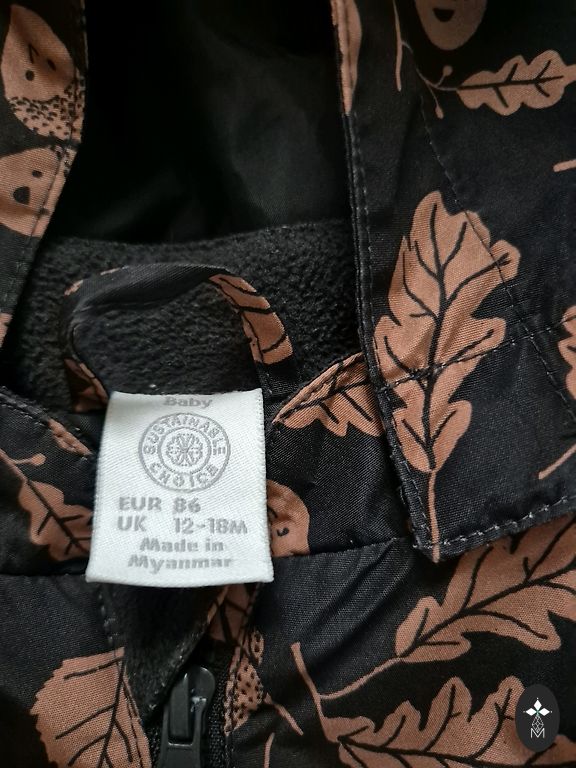 Baby
SUSTAINABLE
CHOICE
EUR 86
UK 12-18M
Made in
Myanmar